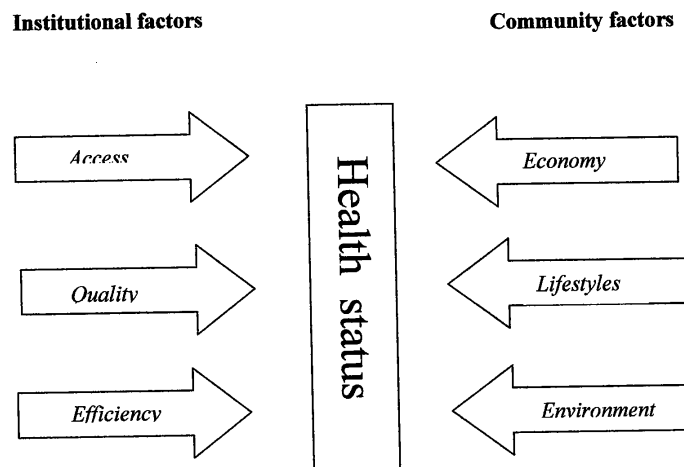 Institutional factors
Community factors
Access
Economy
Health status
Quality
Lifestyles
Efficiency
Environment